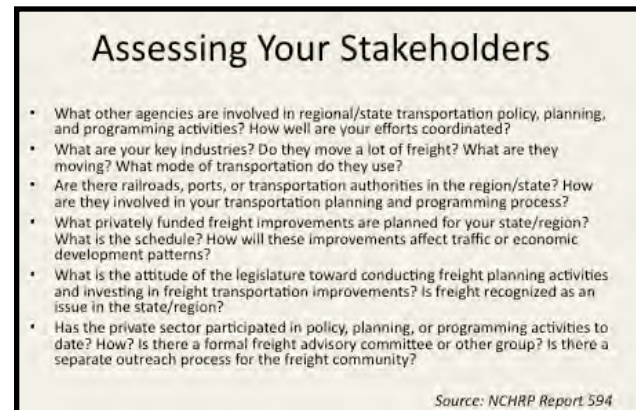 Assessing Your Stakeholders
• What other agencies are involved in regional/state transportation policy, planning,
and programming activities? How well are your efforts coordinated?
• What are your key industries? Do they move a lot of freight? What are they
moving? What mode of transportation do they use?
• Are there railroads, ports, or transportation authorities in the region/state? How
are they involved in your transportation planning and programming process?
• What privately funded freight improvements are planned for your state/region?
What is the schedule? How will these improvements affect traffic or economic
development patterns?
• What is the attitude of the legislature toward conducting freight planning activities
and investing in freight transportation improvements? Is freight recognized as an
issue in the state/region?
• Has the private sector participated in policy, planning, or programming activities to
date? How? Is there a formal freight advisory committee or other group? Is there a
separate outreach process for the freight community?
Source: NCHRP Report 594